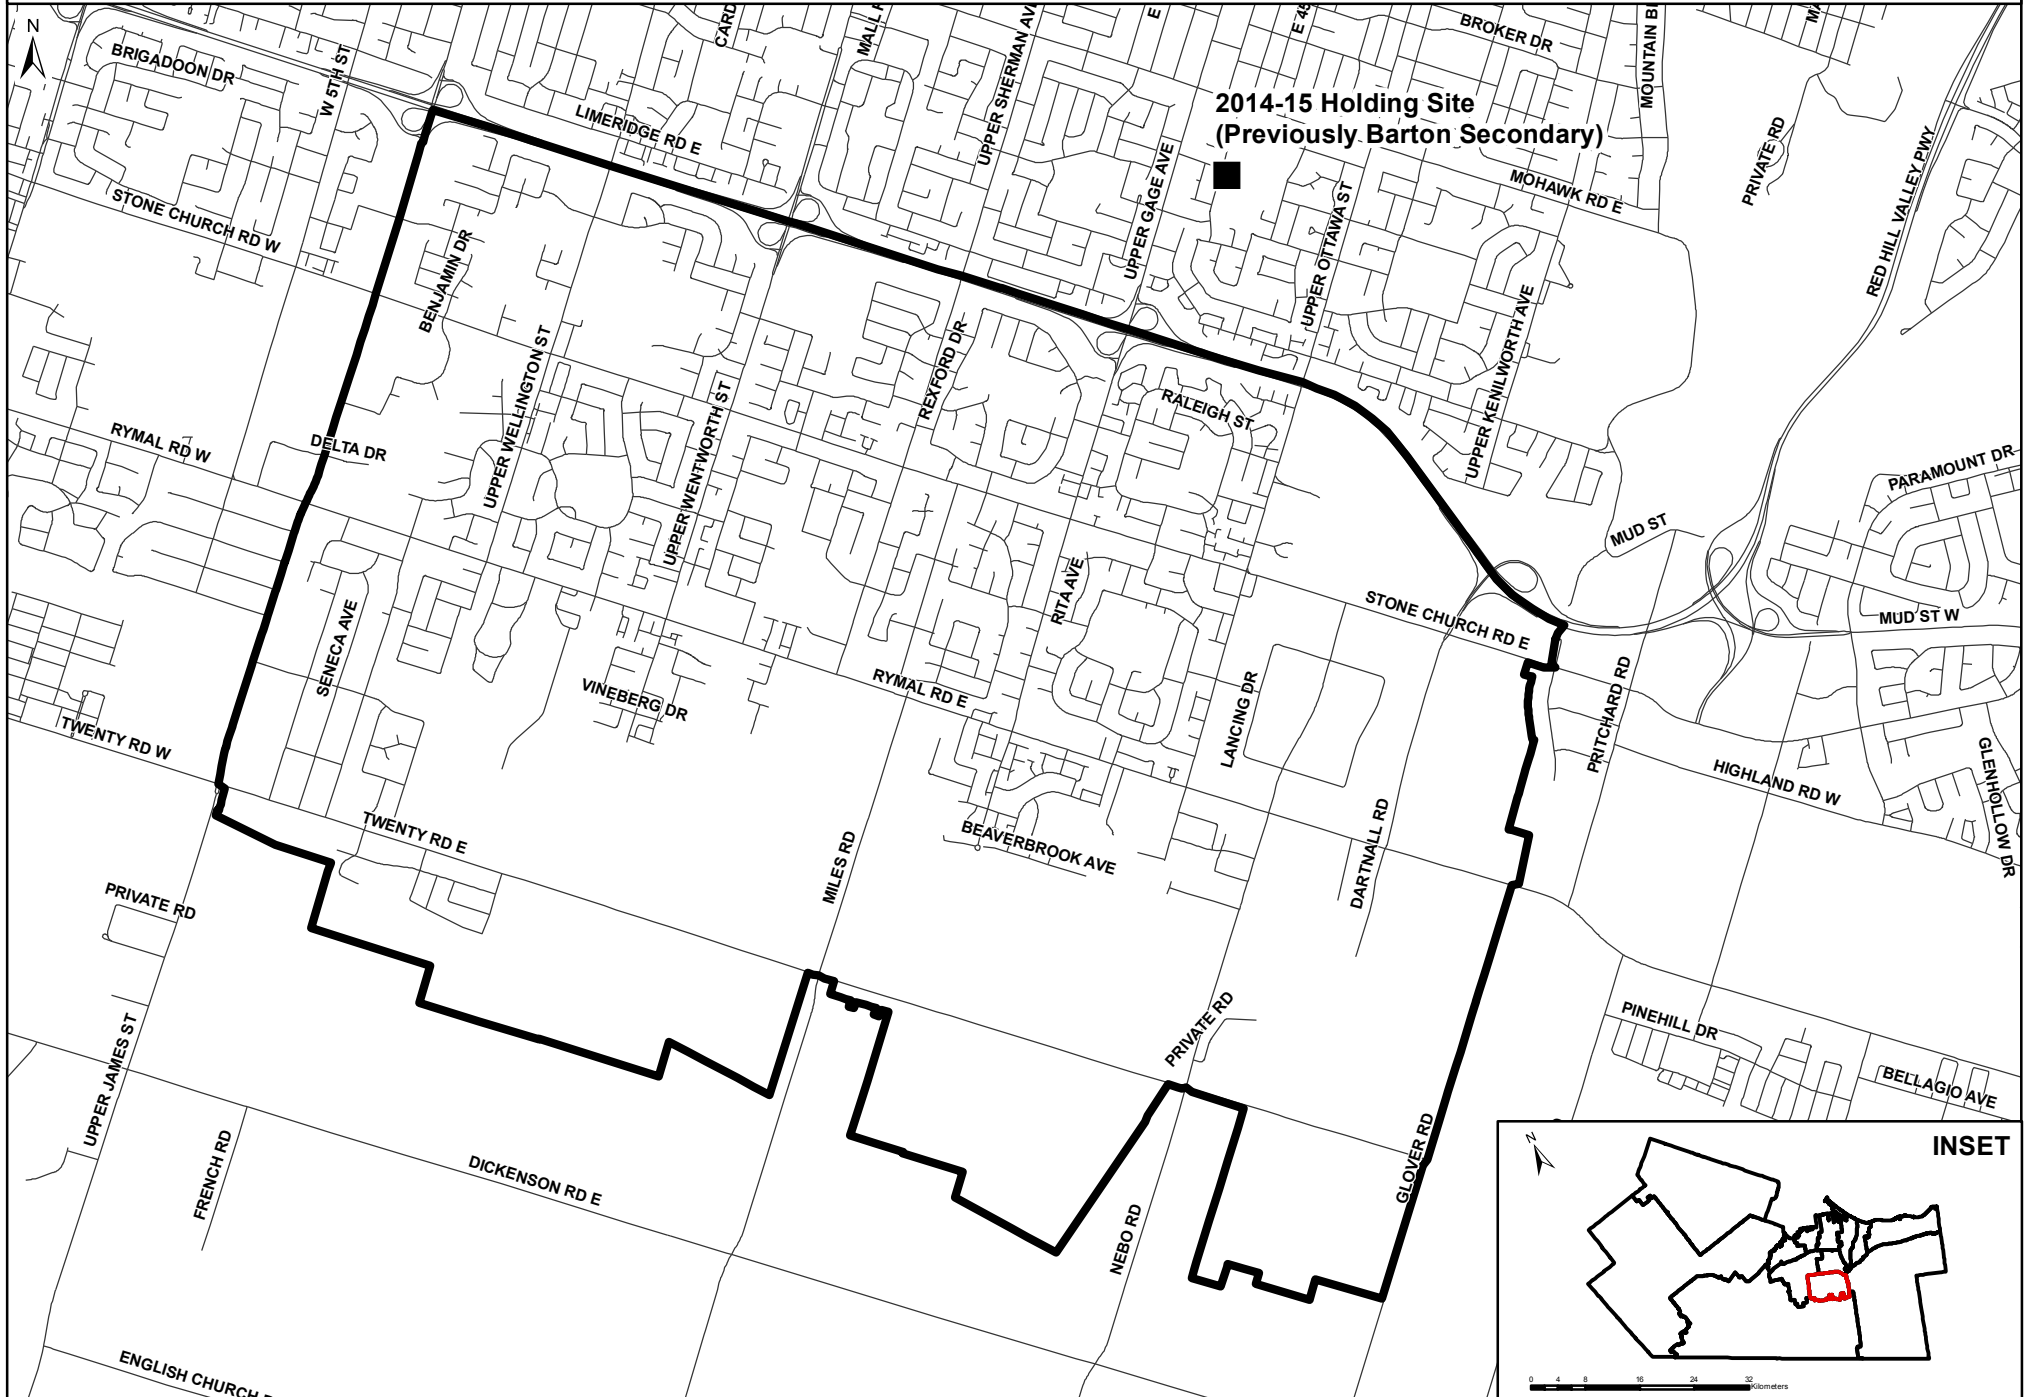 N
BRIGADOON DR
W 5TH ST
LIMERIDGE RD E
UPPER SHERMAN AVE
BROKER DR
2014-15 Holding Site
(Previously Barton Secondary)
PRIVATE RD
RED HILL VALLEY PWY
MOHAWK RD E
STONE CHURCH RD W
BENJAMIN DR
UPPER GAGE AVE
UPPER OTTAWA ST
UPPER KENILWORTH AVE
UPPER WELLINGTON ST
REXFORD DR
RALEIGH ST
UPPER WENTWORTH ST
RYMAL RD W
DELTA DR
PARAMOUNT DR
MUD ST
MUD ST W
RITA AVE
STONE CHURCH RD E
SENECA AVE
RYMAL RD E
VINEBERG DR
LANCING DR
PRITCHARD RD
TWENTY RD W
HIGHLAND RD W
GLENHOLLOW DR
TWENTY RD E
MILES RD
BEAVERBROOK AVE
DARTNALL RD
PRIVATE RD
PRIVATE RD
PINEHILL DR
BELLAGIO AVE
UPPER JAMES ST
FRENCH RD
DICKENSON RD E
NEBO RD
GLOVER RD
ENGLISH CHURCH
INSET
N
0 4 8 16 24 32
Kilometers